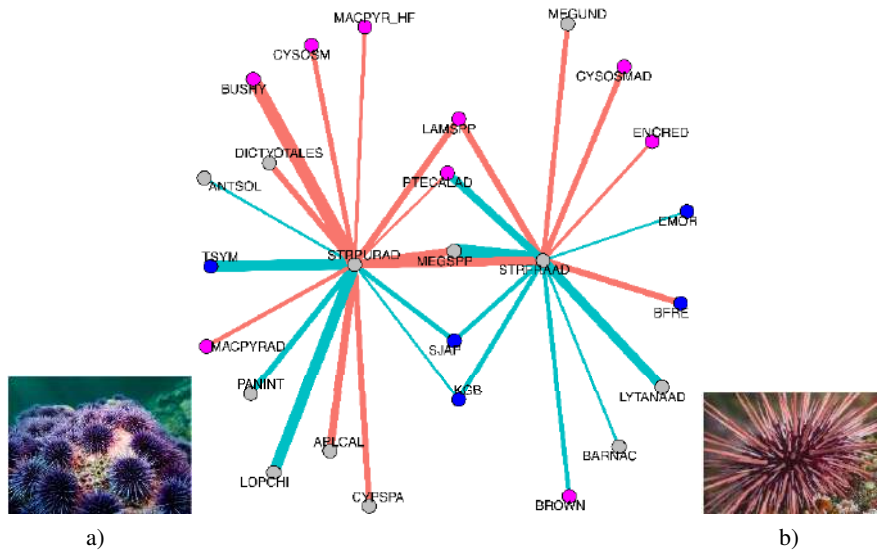 MACPYR_HF
MEGUND
CYSOSM
CYSOSMAD
BUSHY
LAMSPP
ENCRED
DICTYOTALES
PTECALAD
ANTSOL
EMOR
TSYM
STRPURAD
MEGSPP
STRFRAAD
BFRE
MACPYRAD
SJAP
PANINT
KGB
LYTANAAD
APLCAL
BARNAC
LOPCHI
CYPSPA
BROWN
a)
b)